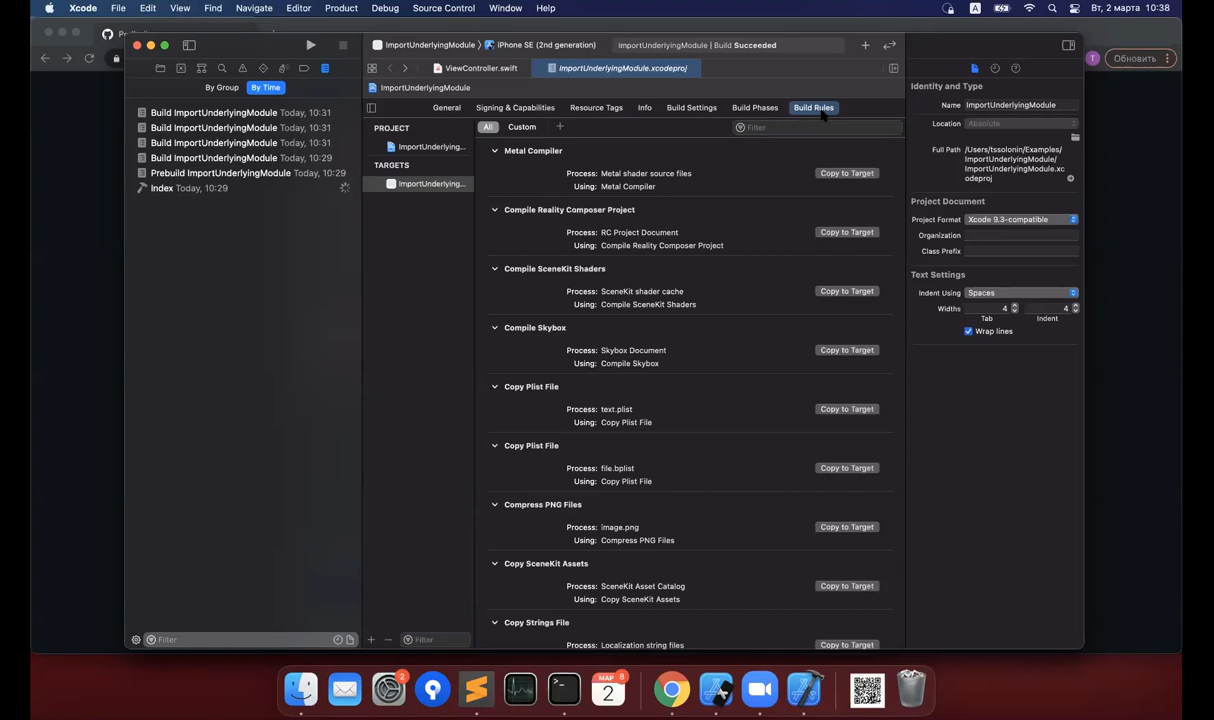 Xcode File Edit View Find Navigate Editor Product Debug Source Control Window Help
A Вт, 2 марта 10:38
ImportUnderlyingModule iPhone SE (2nd generation)
ImportUnderlyingModule | Build Succeeded
Обновить
T
ViewController.swift
ImportUnderlyingModule.xcodeproj
By Group By Time
ImportUnderlyingModule
General Signing & Capabilities Resource Tags Info Build Settings Build Phases Build Rules
Build ImportUnderlyingModule Today, 10:31
Build ImportUnderlyingModule Today, 10:31
Build ImportUnderlyingModule Today, 10:31
Build ImportUnderlyingModule Today, 10:29
Prebuild ImportUnderlyingModule Today, 10:29
Index Today, 10:29
Filter
PROJECT
ImportUnderlying...
TARGETS
ImportUnderlying...
Filter
All Custom
Filter
Metal Compiler
Process: Metal shader source files
Copy to Target
Using: Metal Compiler
Compile Reality Composer Project
Process: RC Project Document
Copy to Target
Using: Compile Reality Composer Project
Compile SceneKit Shaders
Process: SceneKit shader cache
Copy to Target
Using: Compile SceneKit Shaders
Compile Skybox
Process: Skybox Document
Copy to Target
Using: Compile Skybox
Copy Plist File
Process: text.plist
Copy to Target
Using: Copy Plist File
Copy Plist File
Process: file.bplist
Copy to Target
Using: Copy Plist File
Compress PNG Files
Process: image.png
Copy to Target
Using: Compress PNG Files
Copy SceneKit Assets
Process: SceneKit Asset Catalog
Copy to Target
Using: Copy SceneKit Assets
Copy Strings File
Process: Localization string files
Copy to Target
Identity and Type
Name ImportUnderlyingModule
Location Absolute
Full Path /Users/tssolonin/Examples/
ImportUnderlyingModule/
ImportUnderlyingModule.xc
odeproj
Project Document
Project Format Xcode 9.3-compatible
Organization
Class Prefix
Text Settings
Indent Using Spaces
Widths 4 4
Tab Indent
Wrap lines
2
МАР
2
8